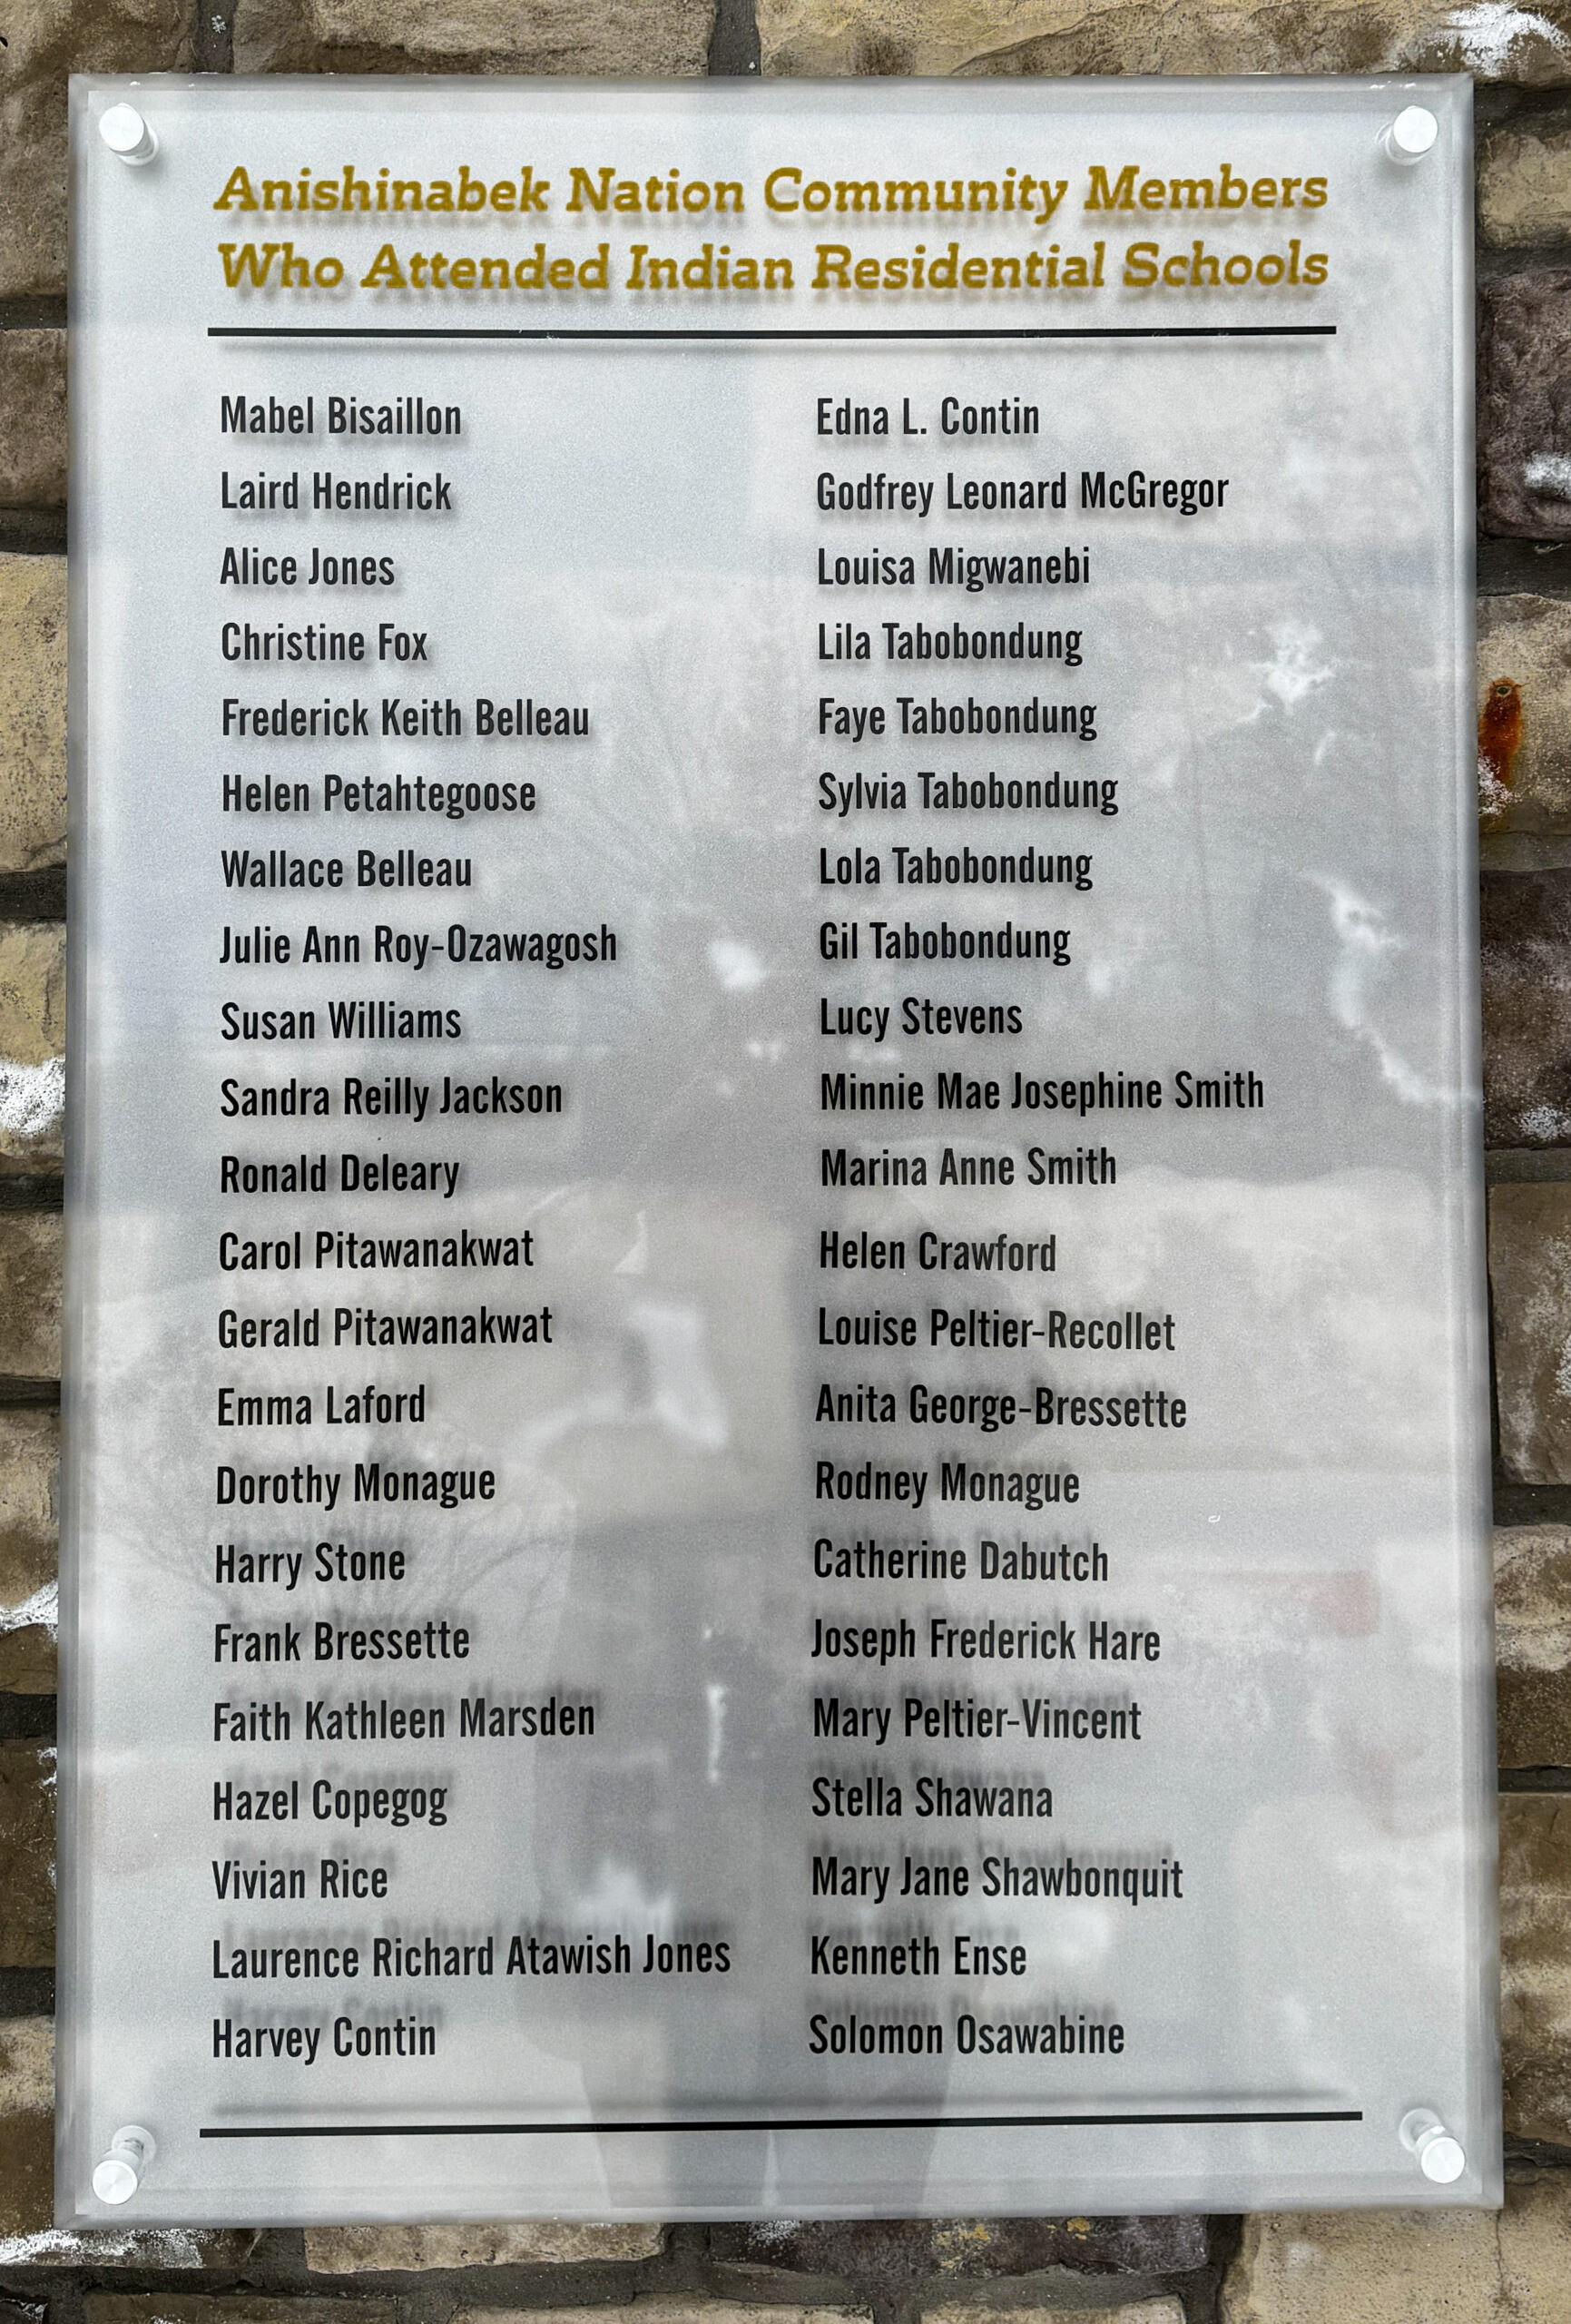 Anishinabek Nation Community Members
Who Attended Indian Residential Schools
Mabel Bisaillon
Laird Hendrick
Alice Jones
Christine Fox
Frederick Keith Belleau
Helen Petahtegoose
Wallace Belleau
Julie Ann Roy-Ozawagosh
Susan Williams
Sandra Reilly Jackson
Ronald Deleary
Carol Pitawanakwat
Gerald Pitawanakwat
Emma Laford
Dorothy Monague
Harry Stone
Frank Bressette
Faith Kathleen Marsden
Hazel Copegog
Vivian Rice
Laurence Richard Atawish Jones
Harvey Contin
Edna L. Contin
Godfrey Leonard McGregor
Louisa Migwanebi
Lila Tabobondung
Faye Tabobondung
Sylvia Tabobondung
Lola Tabobondung
Gil Tabobondung
Lucy Stevens
Minnie Mae Josephine Smith
Marina Anne Smith
Helen Crawford
Louise Peltier-Recollet
Anita George-Bressette
Rodney Monague
Catherine Dabutch
Joseph Frederick Hare
Mary Peltier-Vincent
Stella Shawana
Mary Jane Shawbonquit
Kenneth Ense
Solomon Osawabine